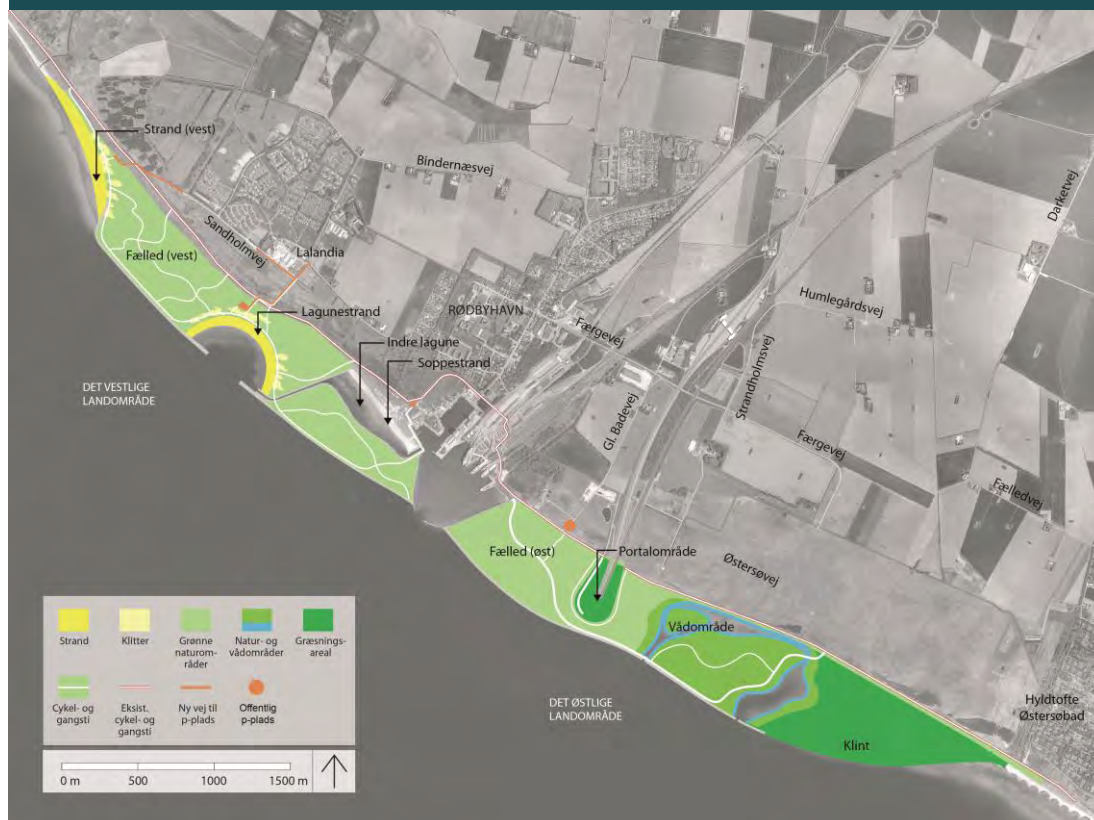 Strand (vest)
Bindernæsvej
Darketvej
Sandholmvej
Fælled (vest)
Lalandia
Lagunestrand
RØDBYHAVN
Færgevej
Humlegårdsvej
Indre lagune
Soppestrand
DET VESTLIGE
LANDOMRÅDE
Gl. Badevej
Strandholmsvej
Færgevej
Fælledvej
Fælled (øst)
Portalområde
Østersøvej
Vådområde
DET ØSTLIGE
LANDOMRÅDE
Hyldtofte
Østersøbad
Klint
Strand
Klitter
Grønne
naturom-
råder
Natur- og
vådområder
Græsnings-
areal
Cykel- og
gangsti
Eksist.
cykel- og
gangsti
Ny vej til
p-plads
Offentlig
p-plads
0 m
500
1000
1500 m